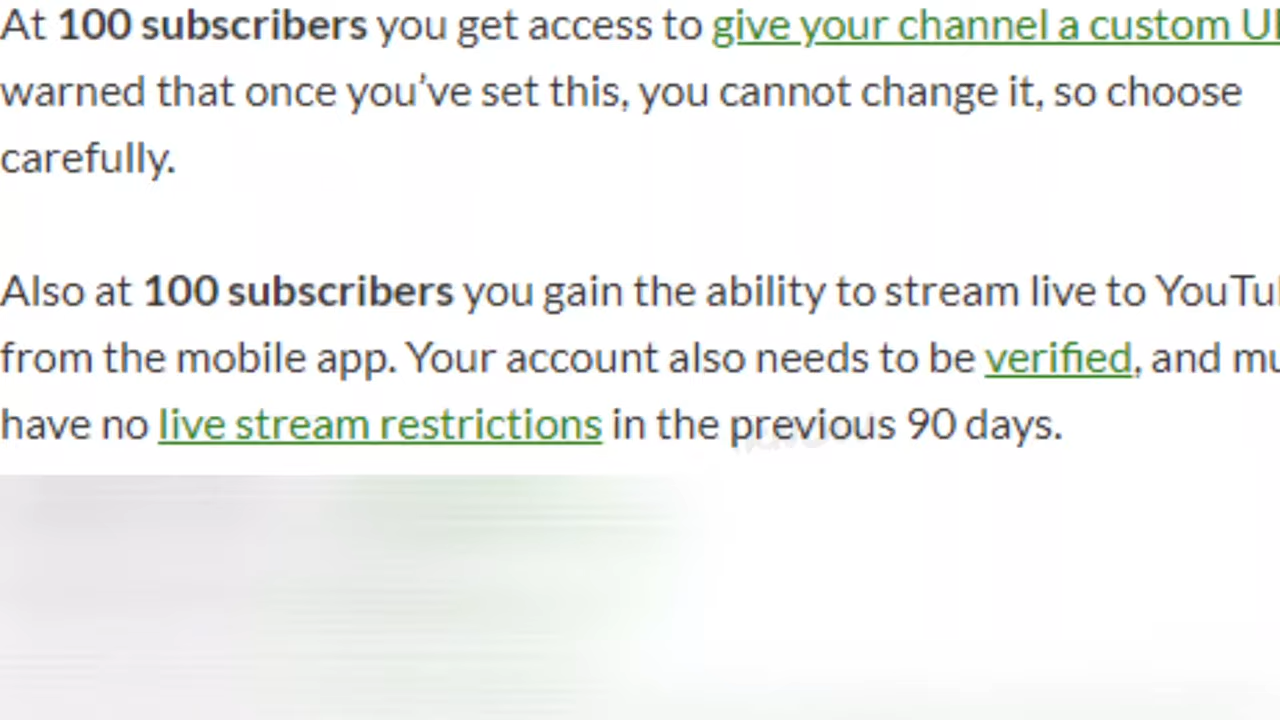 At 100 subscribers you get access to give your channel a custom
warned that once you've set this, you cannot change it, so choose
carefully.
Also at 100 subscribers you gain the ability to stream live to
from the mobile app. Your account also needs to be verified, and
have no live stream restrictions in the previous 90 days.